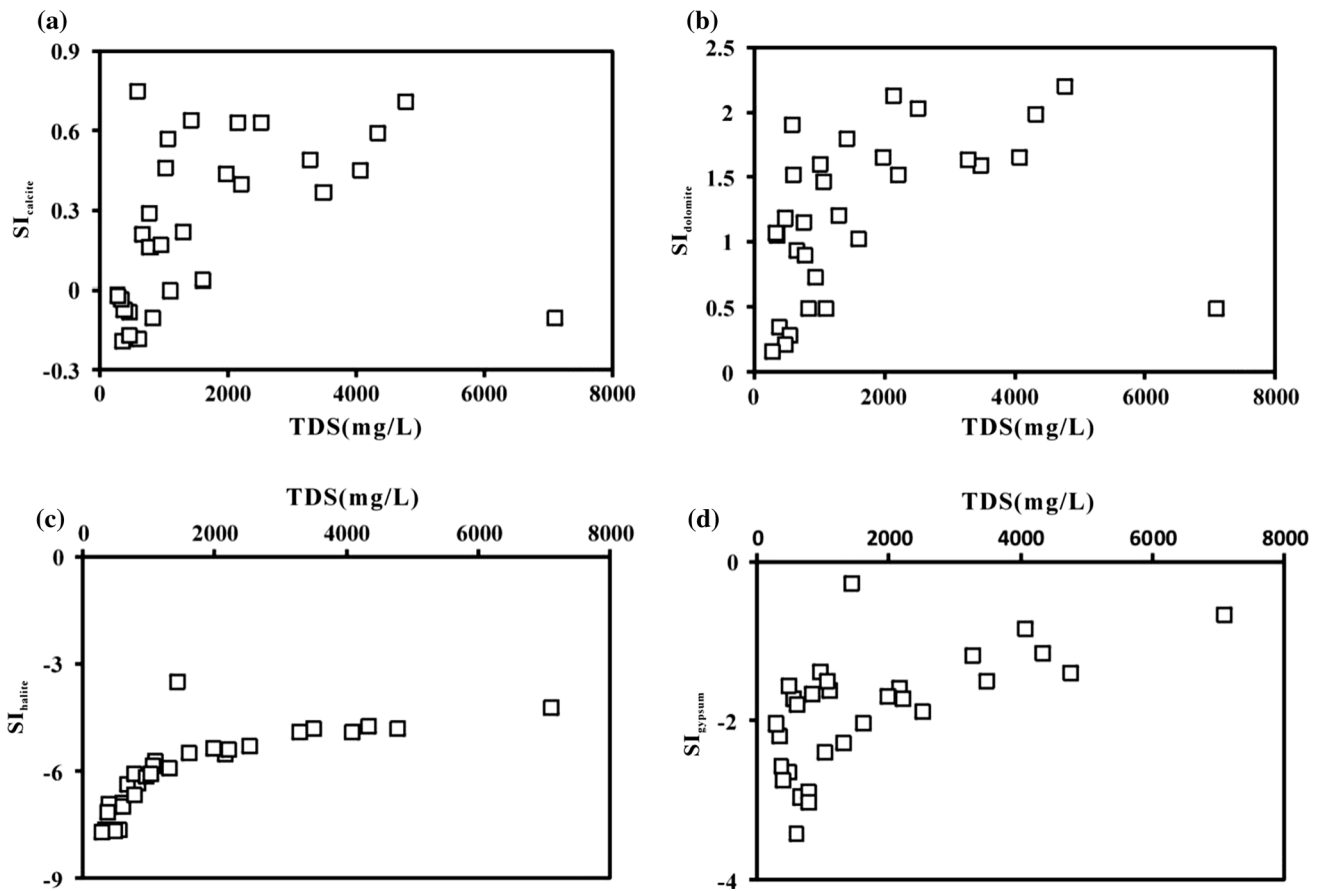 (a)
0.9
0.6
0.3
0
-0.3
SIcalcite
0 2000 4000 6000 8000
TDS(mg/L)
(b)
2.5
2
1.5
1
0.5
0
SIdolomite
0 2000 4000 6000 8000
TDS(mg/L)
(c)
TDS(mg/L)
0 2000 4000 6000 8000
0
-3
-6
-9
SIhalite
(d)
TDS(mg/L)
0 2000 4000 6000 8000
0
-2
-4
SIgypsum